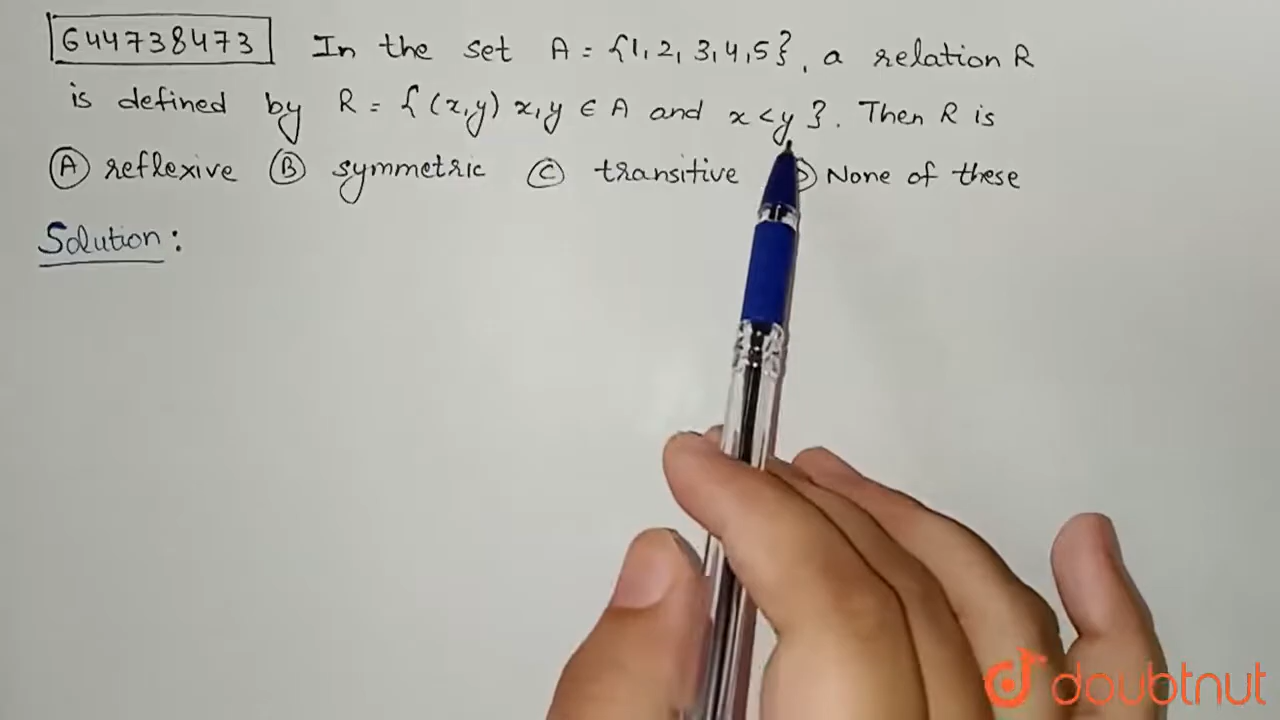 644738473 In the set A = {1, 2, 3, 4, 5}, a relation R
is defined by R = {(x,y) x,y ∈ A and x < y}. Then R is
(A) reflexive (B) symmetric (C) transitive (D) None of these
Solution :
doubtnut